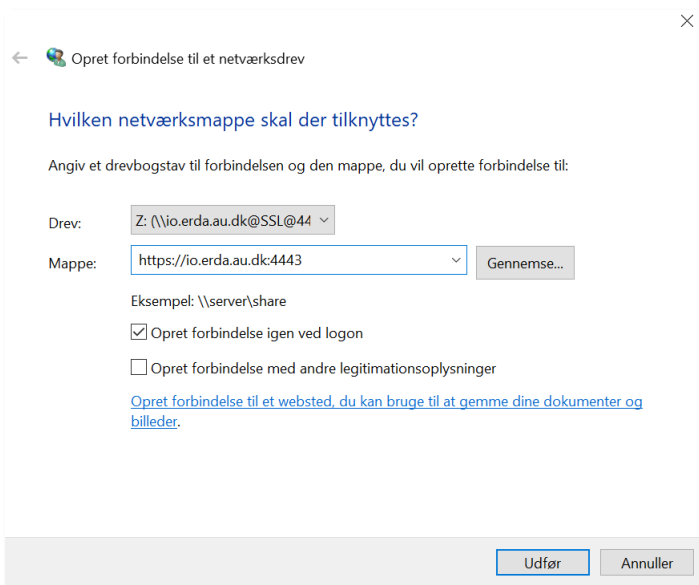 Opret forbindelse til et netværksdrev
Hvilken netværksmappe skal der tilknyttes?
Angiv et drevbogstav til forbindelsen og den mappe, du vil oprette forbindelse til:
Drev: Z: (\\io.erda.au.dk@SSL@44
Mappe: https://io.erda.au.dk:4443 Gennemse...
Eksempel: \\server\share
Opret forbindelse igen ved logon
Opret forbindelse med andre legitimationsoplysninger
Opret forbindelse til et websted, du kan bruge til at gemme dine dokumenter og
billeder.
Udfør Annuller